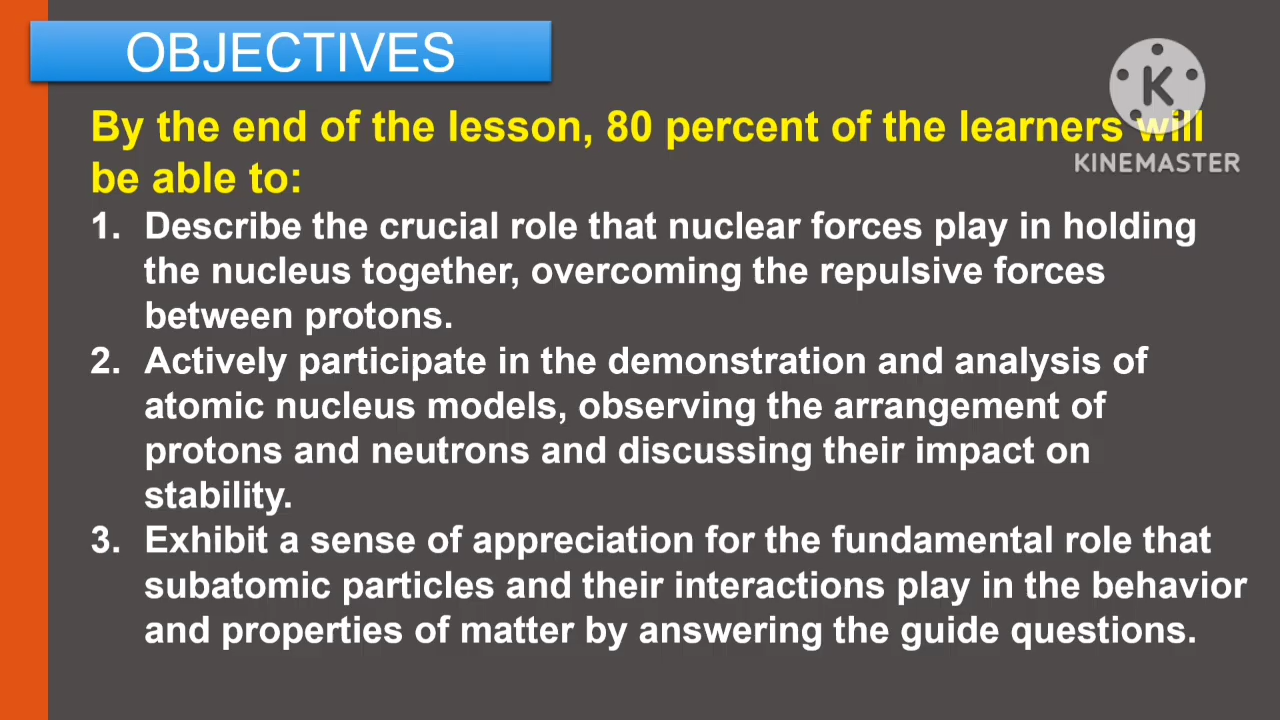 OBJECTIVES
By the end of the lesson, 80 percent of the learners will
be able to:
K
KINEMASTER
1. Describe the crucial role that nuclear forces play in holding
the nucleus together, overcoming the repulsive forces
between protons.
2. Actively participate in the demonstration and analysis of
atomic nucleus models, observing the arrangement of
protons and neutrons and discussing their impact on
stability.
3. Exhibit a sense of appreciation for the fundamental role that
subatomic particles and their interactions play in the behavior
and properties of matter by answering the guide questions.